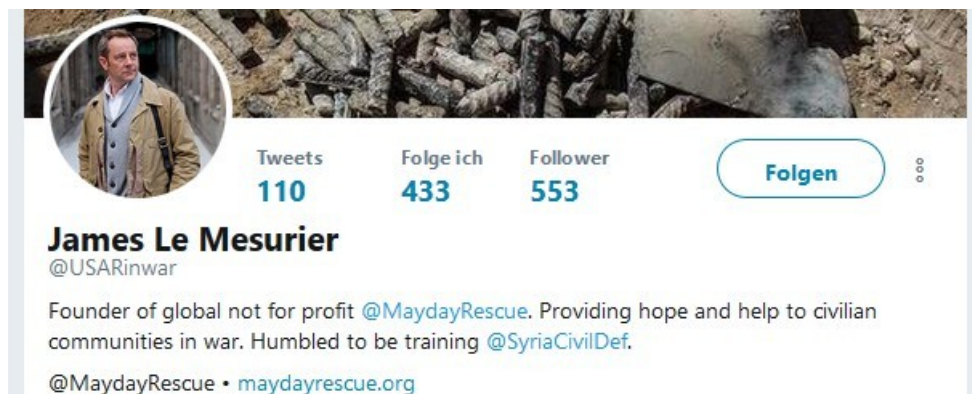 Tweets Folge ich Follower
110 433 553 Folgen
James Le Mesurier
@USARinwar
Founder of global not for profit @MaydayRescue. Providing hope and help to civilian
communities in war. Humbled to be training @SyriaCivilDef.
@MaydayRescue • maydayrescue.org